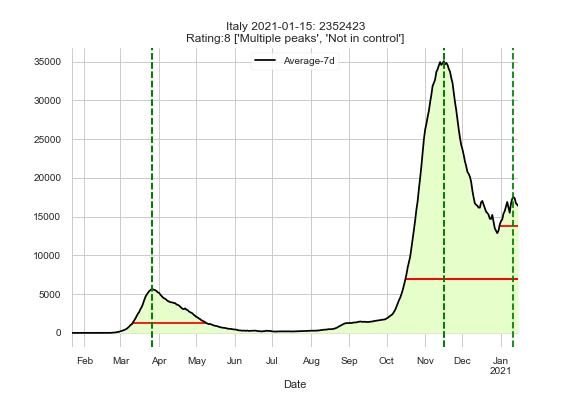 Italy 2021-01-15: 2352423
Rating:8 ['Multiple peaks', 'Not in control']
Average-7d
35000
30000
25000
20000
15000
10000
5000
0
Feb Mar Apr May Jun Jul Aug Sep Oct Nov Dec Jan
2021
Date